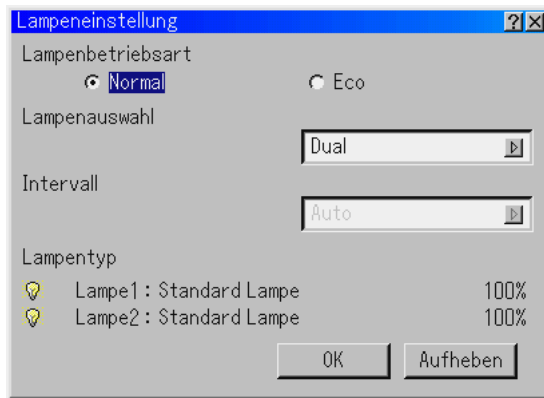 Lampeneinstellung
Lampenbetriebsart
Normal Eco
Lampenauswahl
Dual
Intervall
Auto
Lampentyp
Lampe1 : Standard Lampe 100%
Lampe2 : Standard Lampe 100%
OK Aufheben